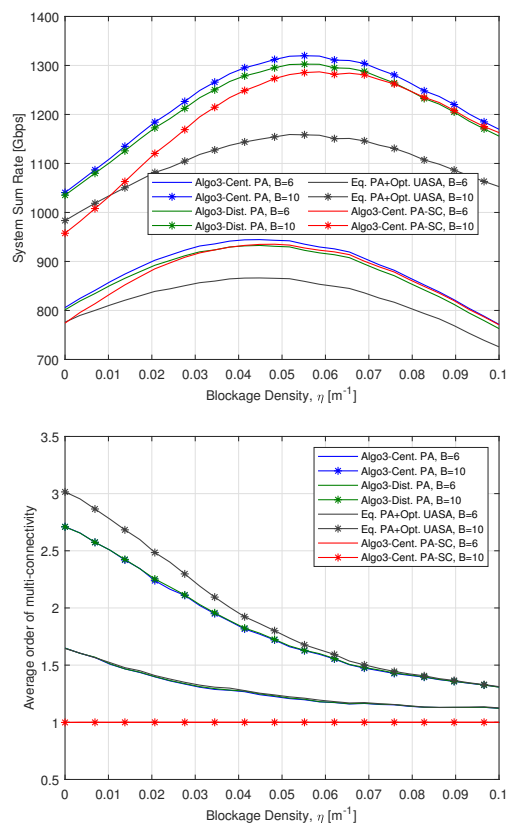 1400
1300
1200
1100
1000
900
800
700
System Sum Rate [Gbps]
Algo3-Cent. PA, B=6
Algo3-Cent. PA, B=10
Algo3-Dist. PA, B=6
Algo3-Dist. PA, B=10
Eq. PA+Opt. UASA, B=6
Eq. PA+Opt. UASA, B=10
Algo3-Cent. PA-SC, B=6
Algo3-Cent. PA-SC, B=10
0 0.01 0.02 0.03 0.04 0.05 0.06 0.07 0.08 0.09 0.1
Blockage Density, η [m⁻¹]
3.5
3
2.5
2
1.5
1
0.5
Average order of multi-connectivity
Algo3-Cent. PA, B=6
Algo3-Cent. PA, B=10
Algo3-Dist. PA, B=6
Algo3-Dist. PA, B=10
Eq. PA+Opt. UASA, B=6
Eq. PA+Opt. UASA, B=10
Algo3-Cent. PA-SC, B=6
Algo3-Cent. PA-SC, B=10
0 0.01 0.02 0.03 0.04 0.05 0.06 0.07 0.08 0.09 0.1
Blockage Density, η [m⁻¹]